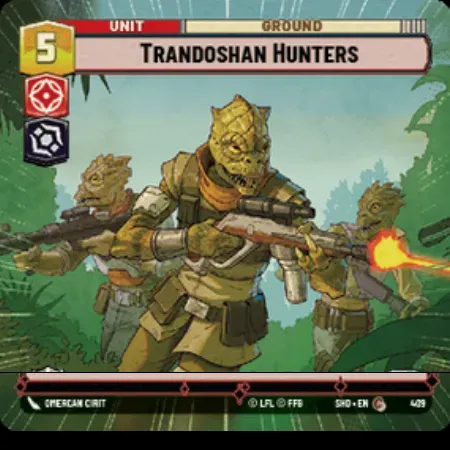 UNIT GROUND
5 TRANDOSHAN HUNTERS
OMERCAN CIRIT © LFL © FFG SHD • EN 409